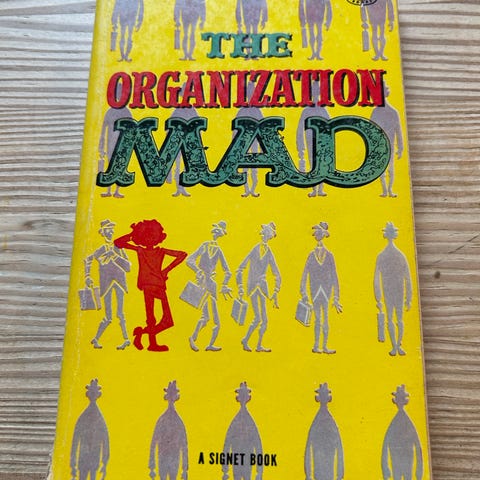 THE
ORGANIZATION
MAD
A SIGNET BOOK